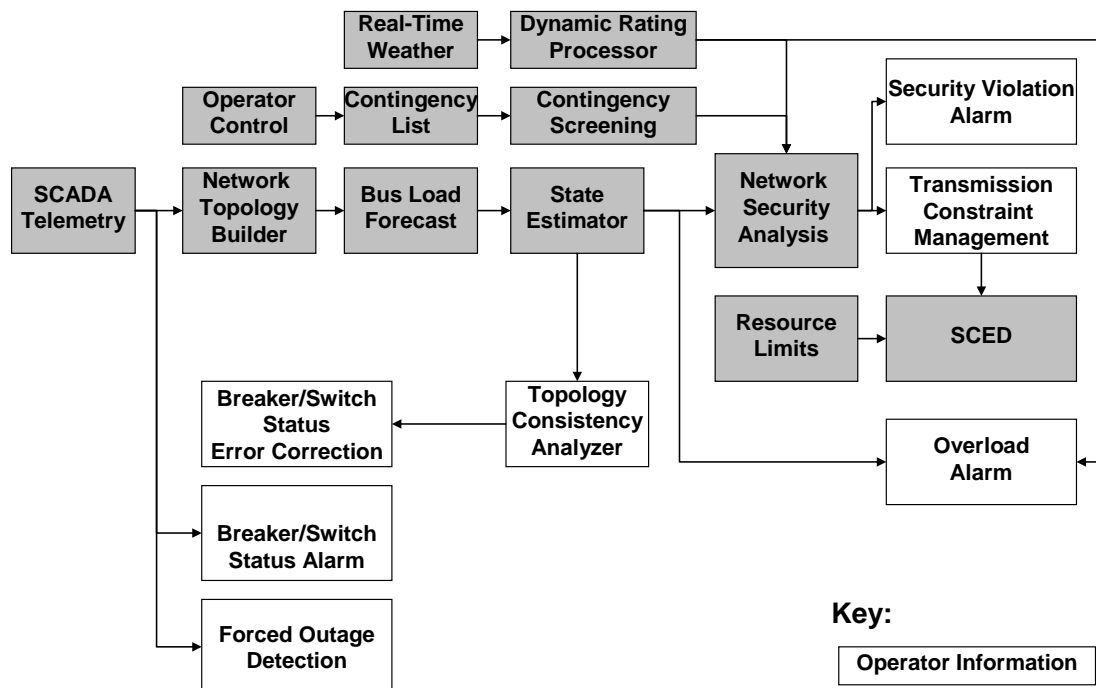 Real-Time
Weather
Dynamic Rating
Processor
Operator
Control
Contingency
List
Contingency
Screening
Security Violation
Alarm
SCADA
Telemetry
Network
Topology
Builder
Bus Load
Forecast
State
Estimator
Network
Security
Analysis
Transmission
Constraint
Management
Resource
Limits
SCED
Breaker/Switch
Status
Error Correction
Topology
Consistency
Analyzer
Overload
Alarm
Breaker/Switch
Status Alarm
Forced Outage
Detection
Key:
Operator Information